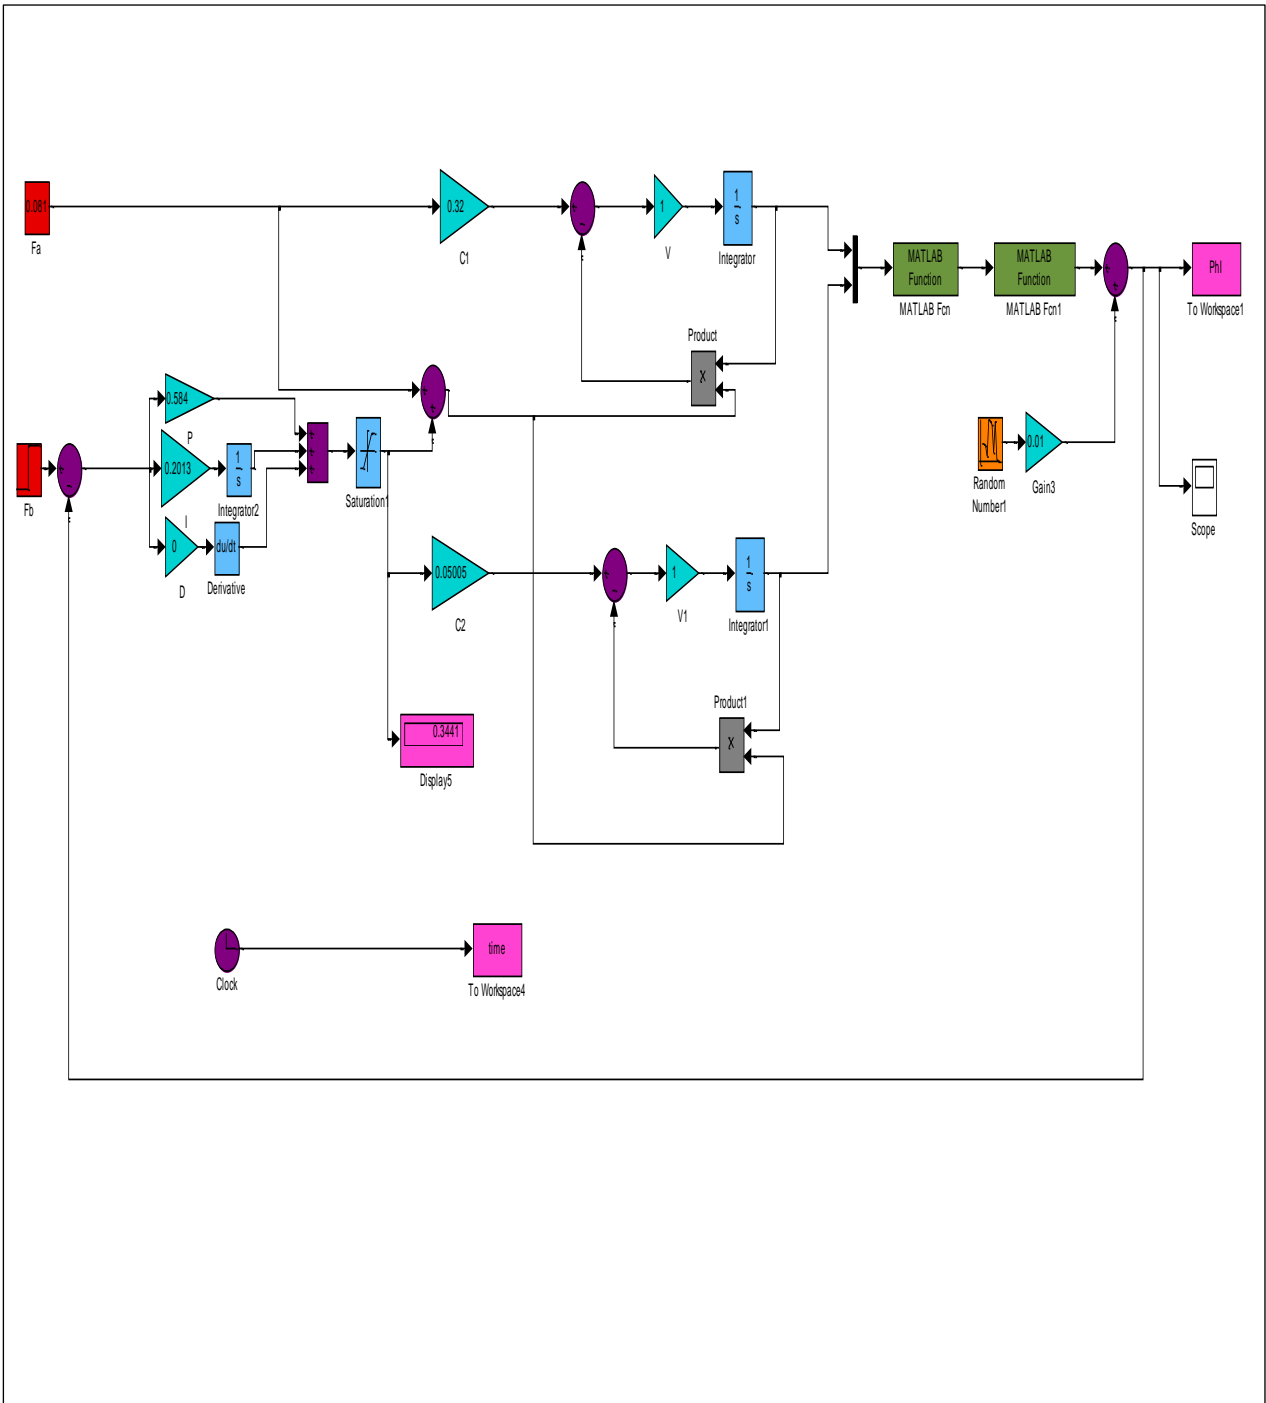 0.081
Fa
0.32
C1
1
V
1
s
Integrator
MATLAB
Function
MATLAB Fcn
MATLAB
Function
MATLAB Fcn1
PhI
To Workspace1
Product
X
0.584
P
0.2013
I
1
s
Integrator2
0
D
du/dt
Derivative
Fb
Saturation1
Random
Number1
0.01
Gain3
Scope
0.05005
C2
1
V1
1
s
Integrator1
Product1
X
0.3441
Display5
Clock
time
To Workspace4